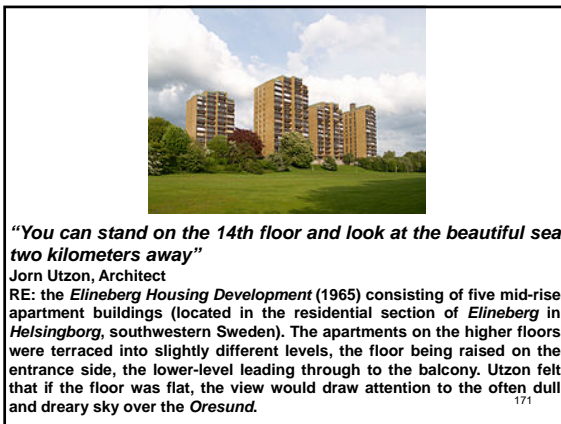 “You can stand on the 14th floor and look at the beautiful sea
two kilometers away”
Jorn Utzon, Architect
RE: the Elineberg Housing Development (1965) consisting of five mid-rise
apartment buildings (located in the residential section of Elineberg in
Helsingborg, southwestern Sweden). The apartments on the higher floors
were terraced into slightly different levels, the floor being raised on the
entrance side, the lower-level leading through to the balcony. Utzon felt
that if the floor was flat, the view would draw attention to the often dull
and dreary sky over the Oresund.
171